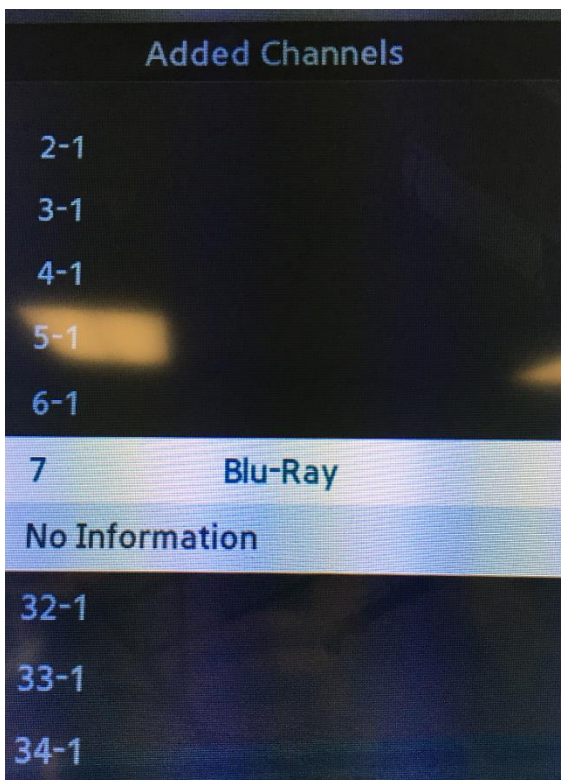 Added Channels
2-1
3-1
4-1
5-1
6-1
7 Blu-Ray
No Information
32-1
33-1
34-1